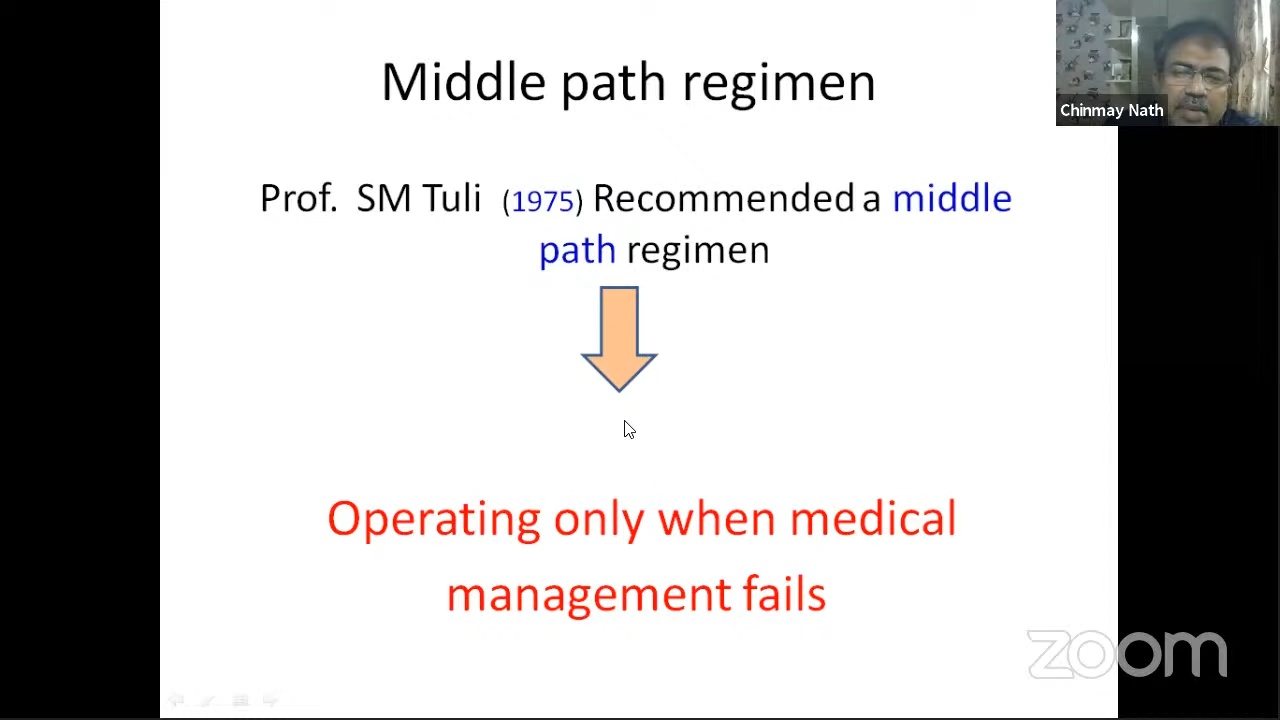 Middle path regimen
Chinmay Nath
Prof. SM Tuli (1975) Recommended a middle
path regimen
Operating only when medical
management fails
zoom